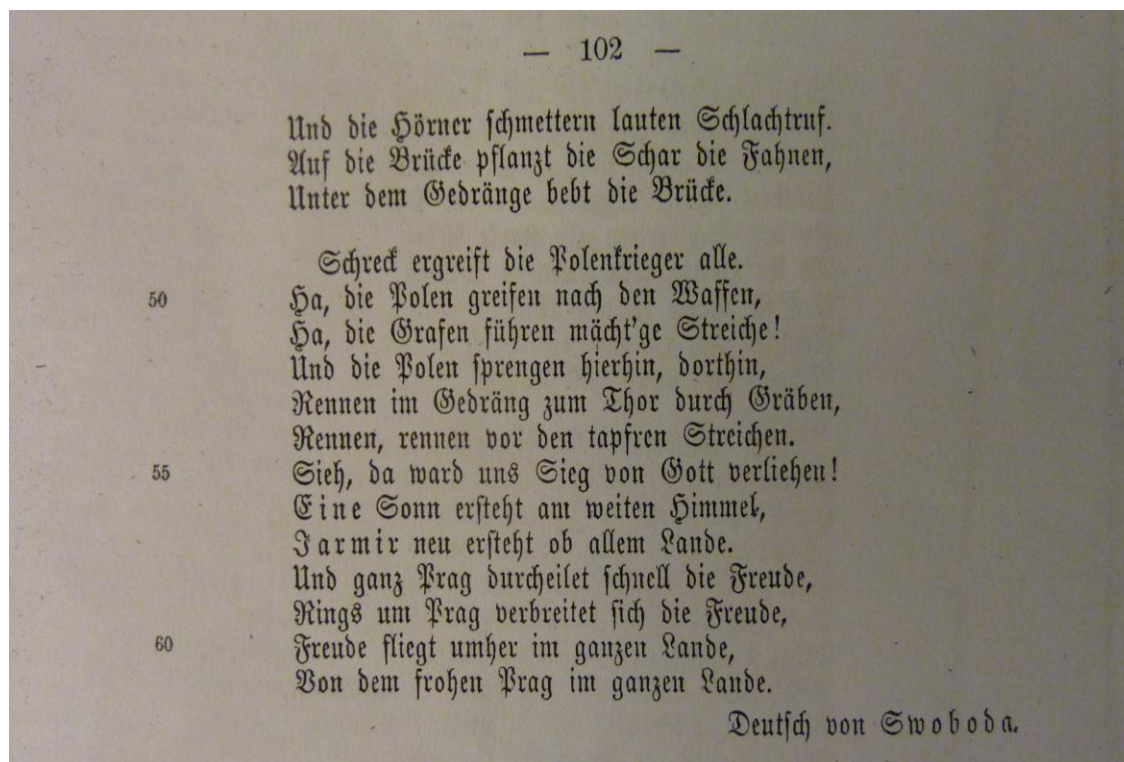 — 102 —
Und die Hörner schmettern lauten Schlachtruf.
Auf die Brücke pflanzt die Schar die Fahnen,
Unter dem Gedränge bebt die Brücke.
Schreck ergreift die Polenkrieger alle.
50 Ha, die Polen greifen nach den Waffen,
Ha, die Grafen führen mächt'ge Streiche!
Und die Polen sprengen hierhin, dorthin,
Rennen im Gedräng zum Thor durch Gräben,
Rennen, rennen vor den tapfren Streichen.
55 Sieh, da ward uns Sieg von Gott verliehen!
Eine Sonn ersteht am weiten Himmel,
Jarmir neu ersteht ob allem Lande.
Und ganz Prag durcheilet schnell die Freude,
Rings um Prag verbreitet sich die Freude,
60 Freude fliegt umher im ganzen Lande,
Von dem frohen Prag im ganzen Lande.
Deutsch von Swoboda.